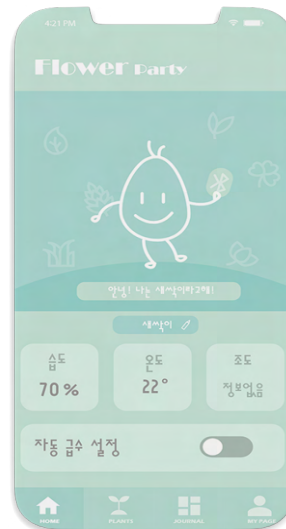 4:21 PM
Flower Party
안녕! 나는 새싹이라고해!
새싹이
습도
온도
조도
70%
22°
정보없음
자동 급수 설정
HOME
PLANTS
JOURNAL
MY PAGE